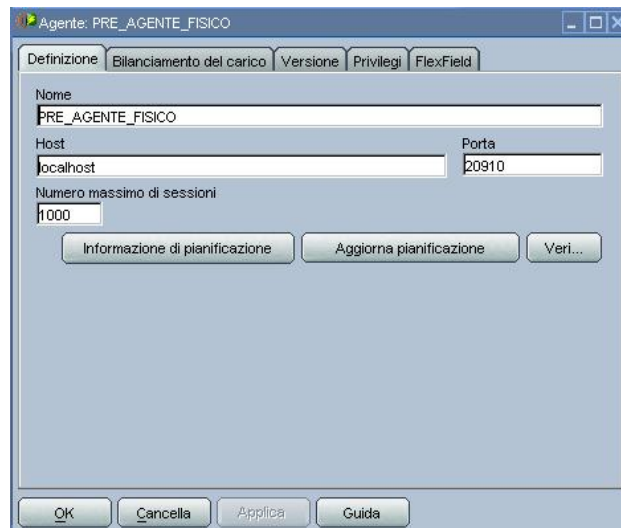 Agente: PRE_AGENTE_FISICO
Definizione Bilanciamento del carico Versione Privilegi FlexField
Nome
PRE_AGENTE_FISICO
Host Porta
localhost 20910
Numero massimo di sessioni
1000
Informazione di pianificazione Aggiorna pianificazione Veri...
OK Cancella Applica Guida